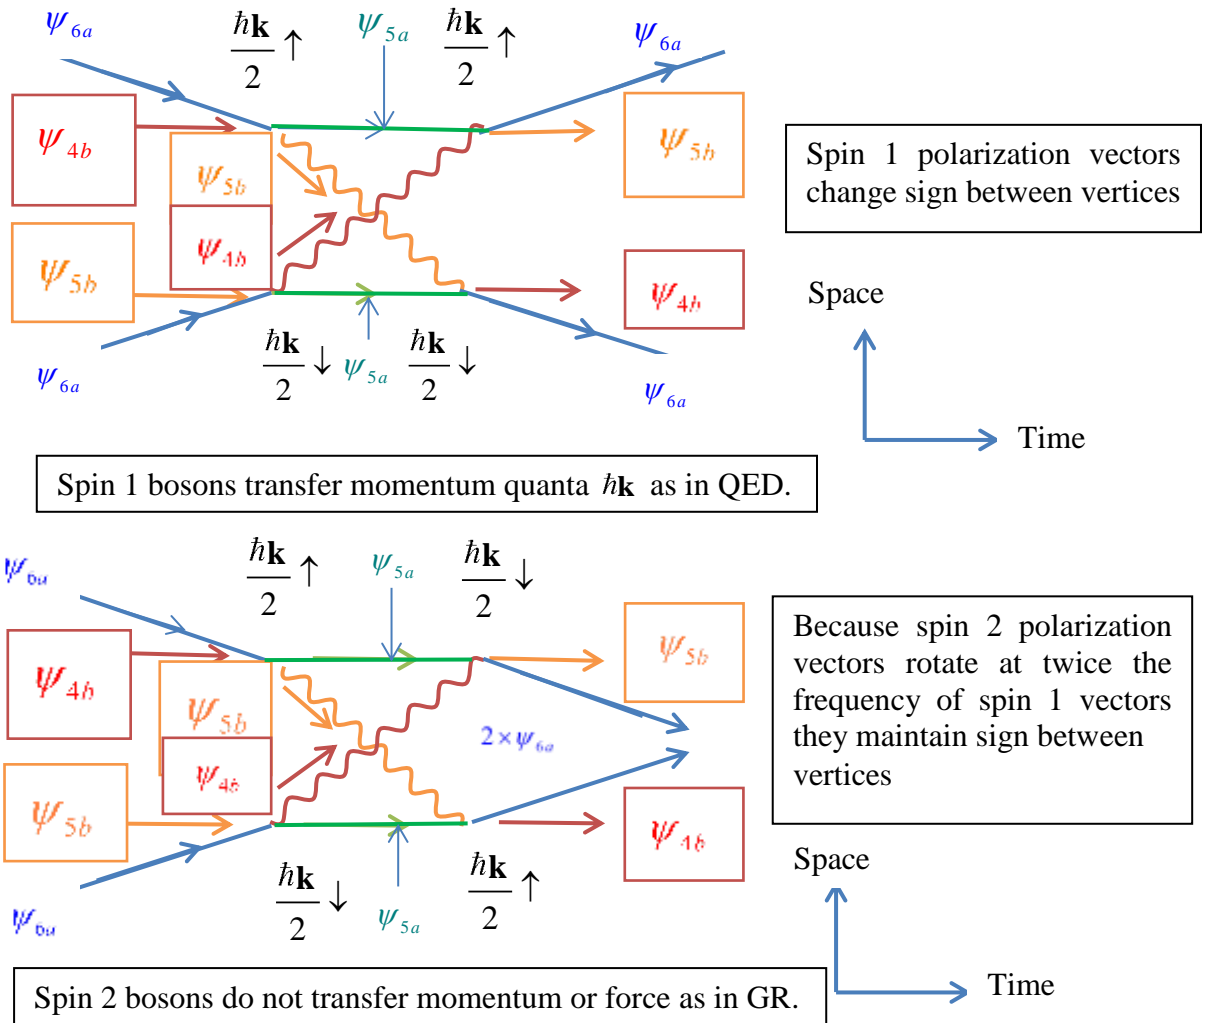 ψ6a
ħk/2 ↑
ψ5a
ħk/2 ↑
ψ6a
ψ4b
ψ5b
ψ5b
Spin 1 polarization vectors
change sign between vertices
ψ4b
ψ5b
ψ4b
Space
ψ6a
ħk/2 ↓
ψ5a
ħk/2 ↓
ψ6a
Time
Spin 1 bosons transfer momentum quanta ħk as in QED.
ψ6a
ħk/2 ↑
ψ5a
ħk/2 ↓
ψ4b
ψ5b
ψ5b
Because spin 2 polarization
vectors rotate at twice the
frequency of spin 1 vectors
they maintain sign between
vertices
2 × ψ6a
ψ4b
ψ5b
ψ4b
Space
ψ6a
ħk/2 ↓
ψ5a
ħk/2 ↑
Time
Spin 2 bosons do not transfer momentum or force as in GR.